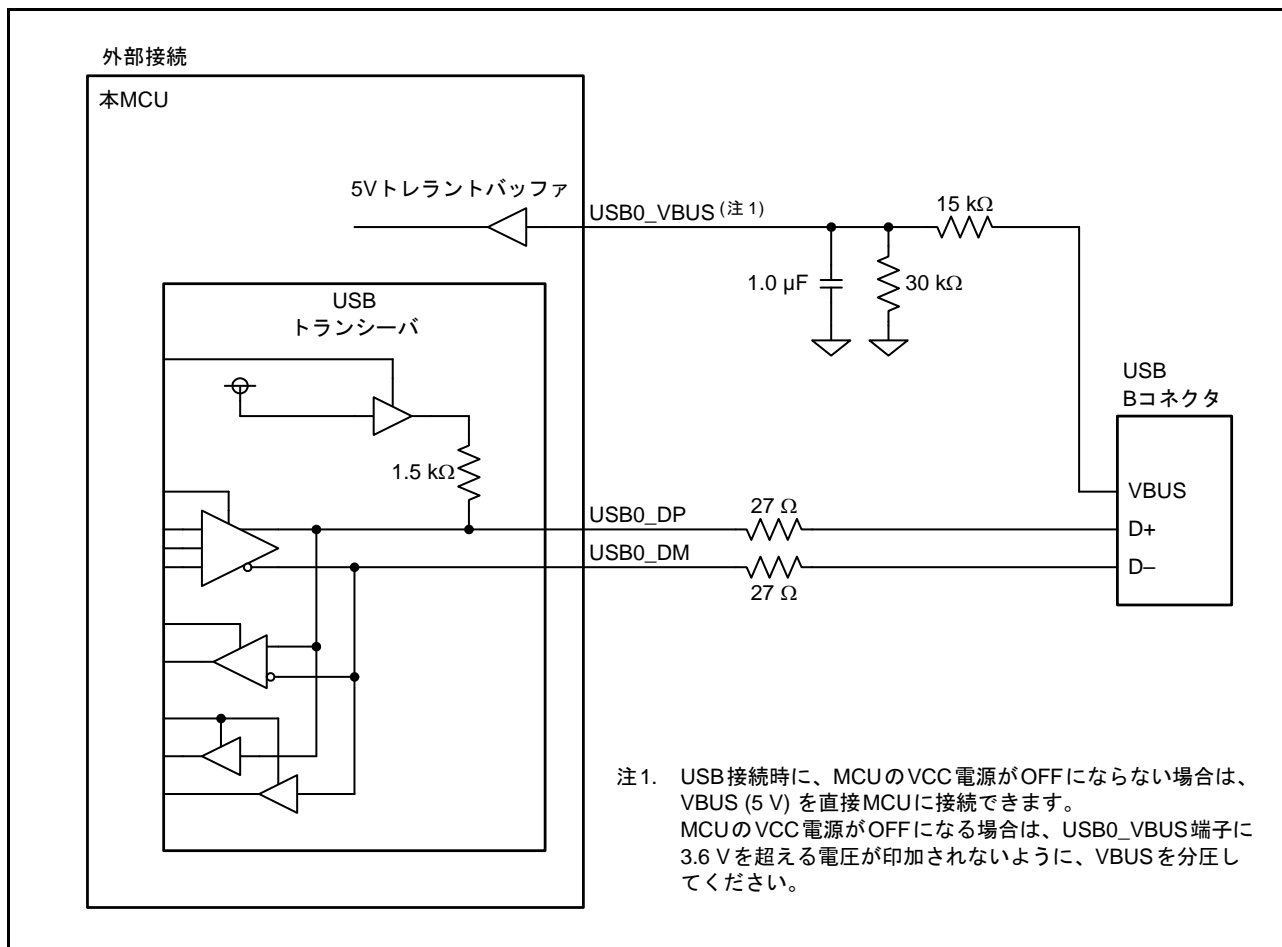 外部接続
本MCU
5Vトレラントバッファ
USB0_VBUS (注1)
15 kΩ
1.0 µF
30 kΩ
USB
トランシーバ
1.5 kΩ
USB
Bコネクタ
VBUS
D+
D–
USB0_DP
27 Ω
USB0_DM
27 Ω
注1. USB接続時に、MCUのVCC電源がOFFにならない場合は、
VBUS (5 V) を直接MCUに接続できます。
MCUのVCC電源がOFFになる場合は、USB0_VBUS端子に
3.6 Vを超える電圧が印加されないように、VBUSを分圧し
てください。